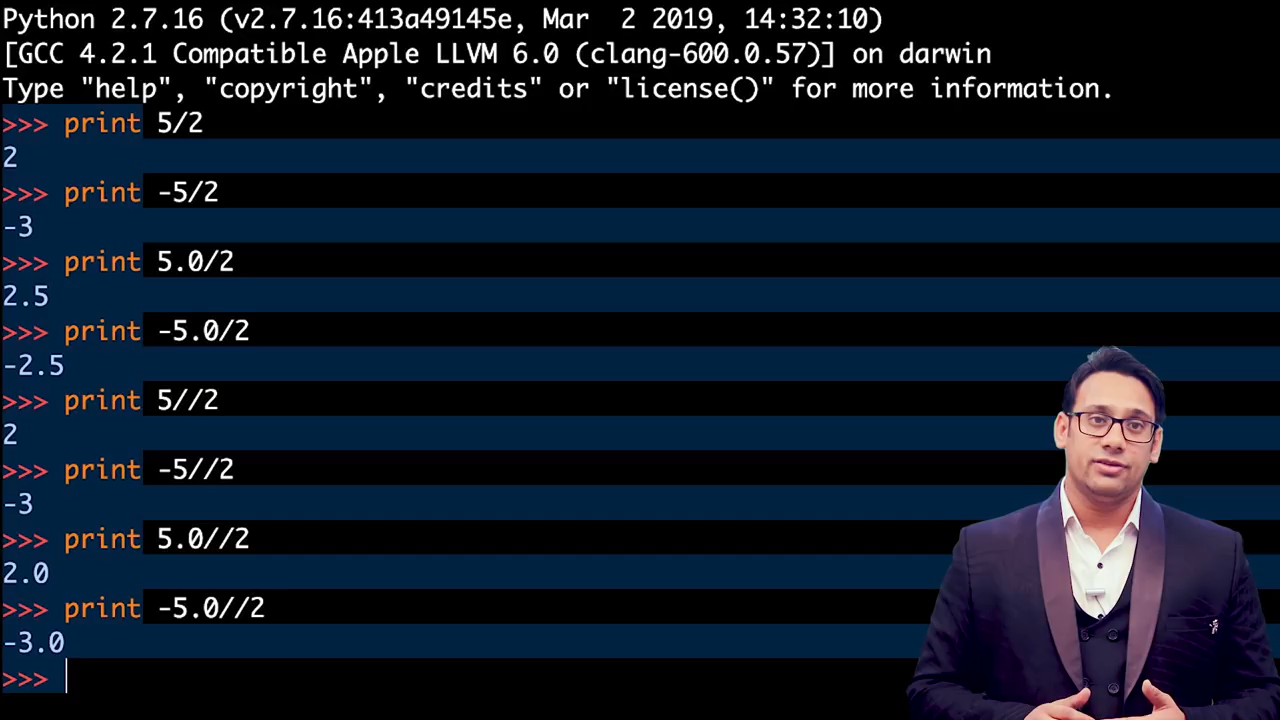 Python 2.7.16 (v2.7.16:413a49145e, Mar  2 2019, 14:32:10)
[GCC 4.2.1 Compatible Apple LLVM 6.0 (clang-600.0.57)] on darwin
Type "help", "copyright", "credits" or "license()" for more information.
>>> print 5/2
2
>>> print -5/2
-3
>>> print 5.0/2
2.5
>>> print -5.0/2
-2.5
>>> print 5//2
2
>>> print -5//2
-3
>>> print 5.0//2
2.0
>>> print -5.0//2
-3.0
>>>